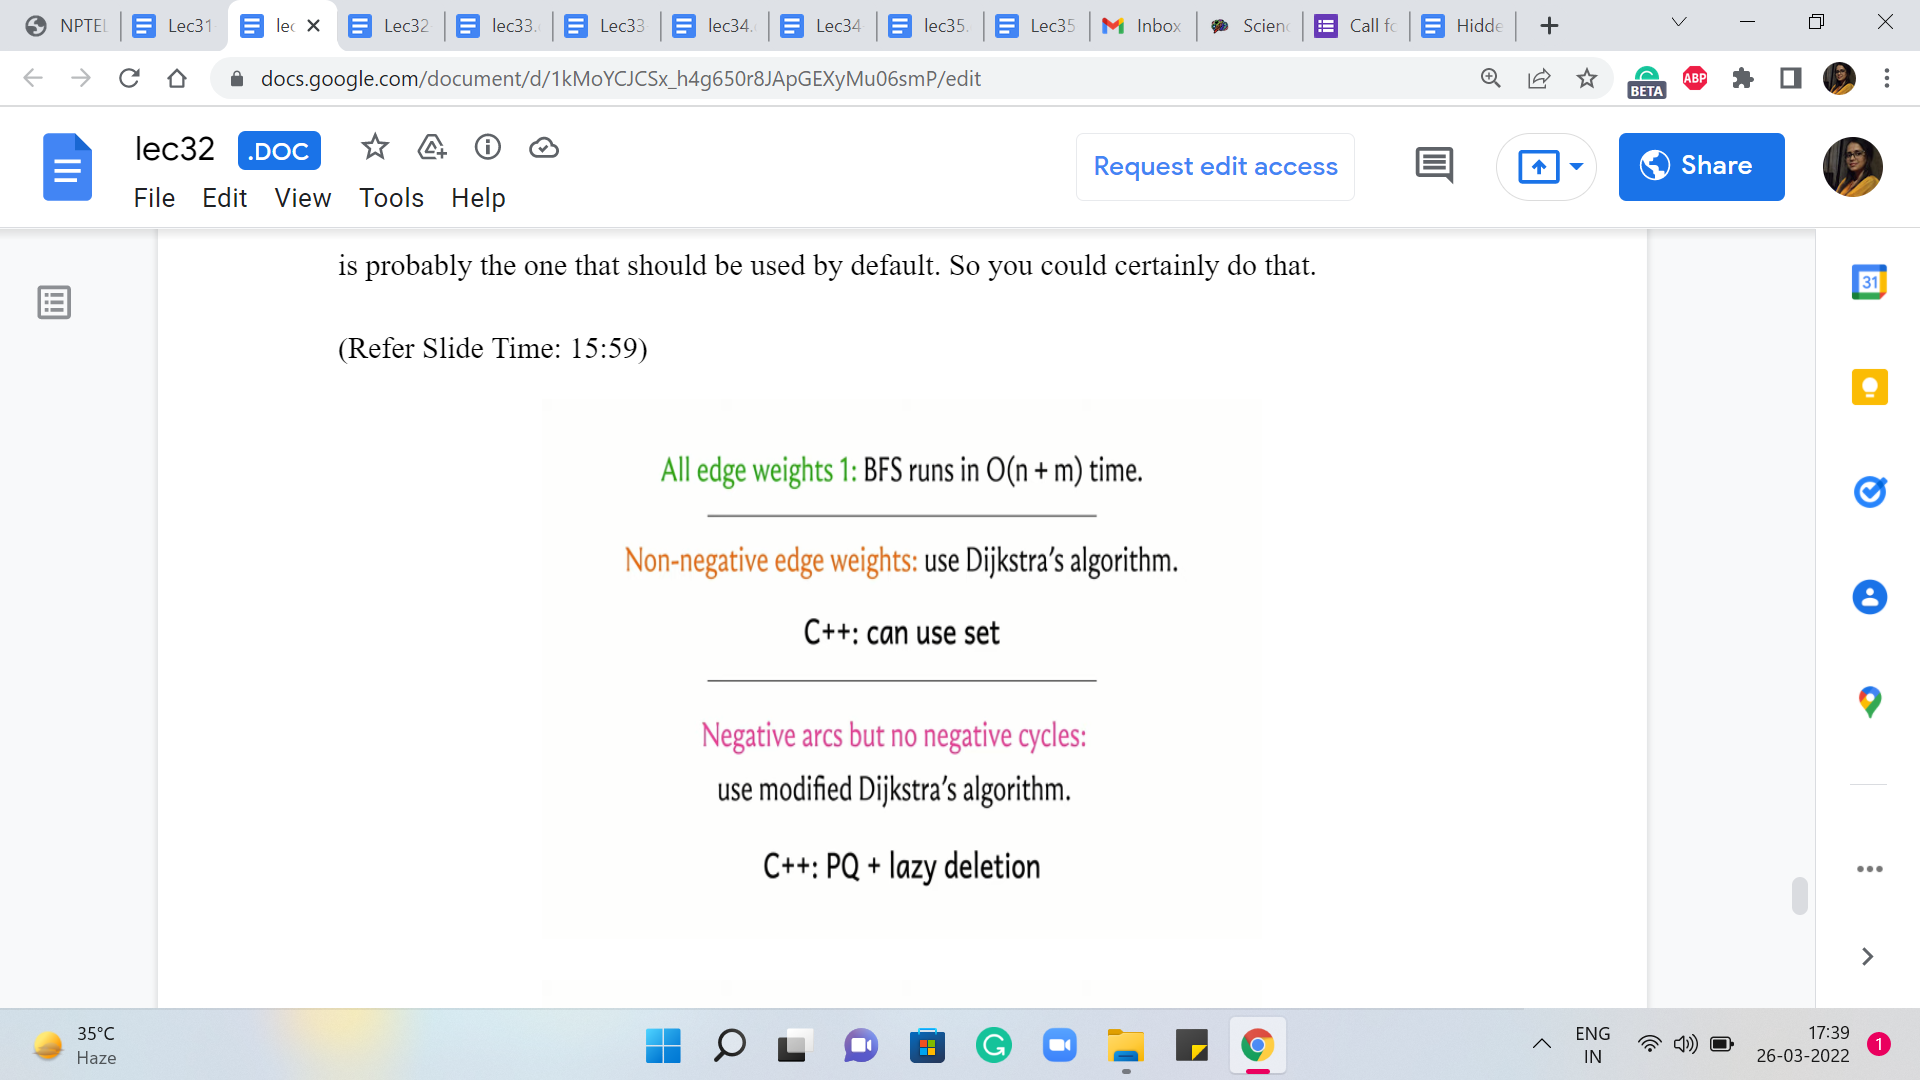 NPTEL
Lec31
lec
Lec32
lec33.
Lec33
lec34.
Lec34
lec35.
Lec35
Inbox
Scienc
Call fo
Hidde
docs.google.com/document/d/1kMoYCJCSx_h4g650r8JApGEXyMu06smP/edit
BETA
ABP
lec32
.DOC
File Edit View Tools Help
Request edit access
Share
is probably the one that should be used by default. So you could certainly do that.
(Refer Slide Time: 15:59)
All edge weights 1: BFS runs in O(n + m) time.
Non-negative edge weights: use Dijkstra's algorithm.
C++: can use set
Negative arcs but no negative cycles:
use modified Dijkstra's algorithm.
C++: PQ + lazy deletion
31
35°C
Haze
ENG
IN
17:39
26-03-2022
1